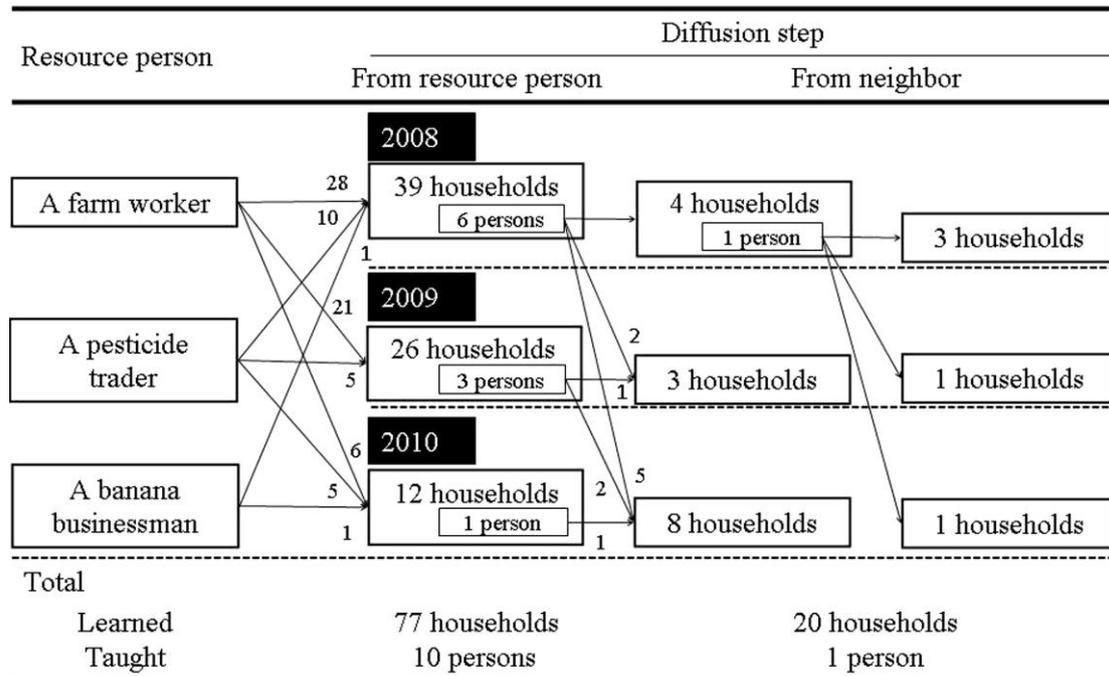 Resource person
Diffusion step
From resource person
From neighbor
2008
A farm worker
28
10
1
39 households
6 persons
4 households
1 person
3 households
2009
A pesticide
trader
21
5
26 households
3 persons
2
1
3 households
1 households
2010
A banana
businessman
6
5
1
12 households
1 person
2
5
1
8 households
1 households
Total
Learned
77 households
20 households
Taught
10 persons
1 person